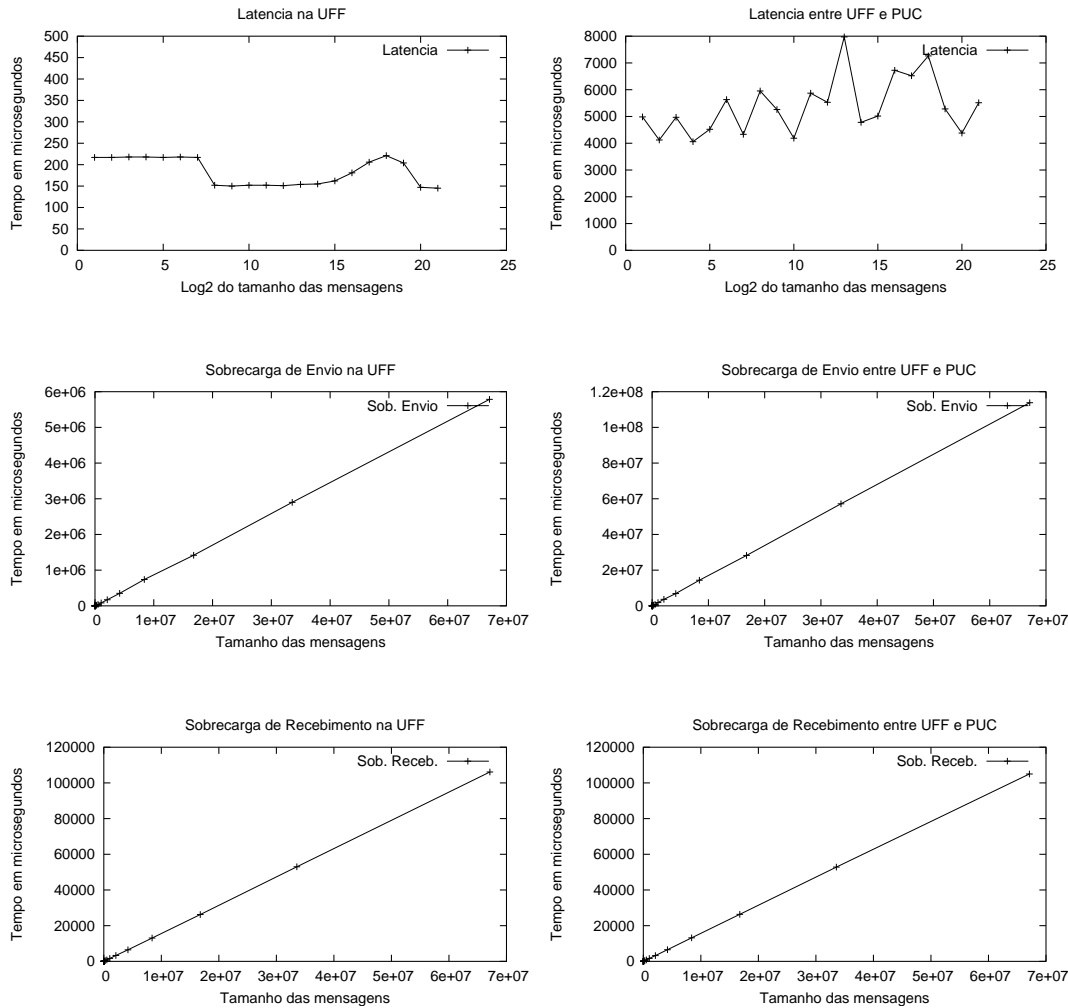 Latencia na UFF
Latencia
Tempo em microsegundos
500
450
400
350
300
250
200
150
100
50
0
0 5 10 15 20 25
Log2 do tamanho das mensagens
Latencia entre UFF e PUC
Latencia
Tempo em microsegundos
8000
7000
6000
5000
4000
3000
2000
1000
0
0 5 10 15 20 25
Log2 do tamanho das mensagens
Sobrecarga de Envio na UFF
Sob. Envio
Tempo em microsegundos
6e+06
5e+06
4e+06
3e+06
2e+06
1e+06
0
0 1e+07 2e+07 3e+07 4e+07 5e+07 6e+07 7e+07
Tamanho das mensagens
Sobrecarga de Envio entre UFF e PUC
Sob. Envio
Tempo em microsegundos
1.2e+08
1e+08
8e+07
6e+07
4e+07
2e+07
0
0 1e+07 2e+07 3e+07 4e+07 5e+07 6e+07 7e+07
Tamanho das mensagens
Sobrecarga de Recebimento na UFF
Sob. Receb.
Tempo em microsegundos
120000
100000
80000
60000
40000
20000
0
0 1e+07 2e+07 3e+07 4e+07 5e+07 6e+07 7e+07
Tamanho das mensagens
Sobrecarga de Recebimento entre UFF e PUC
Sob. Receb.
Tempo em microsegundos
120000
100000
80000
60000
40000
20000
0
0 1e+07 2e+07 3e+07 4e+07 5e+07 6e+07 7e+07
Tamanho das mensagens